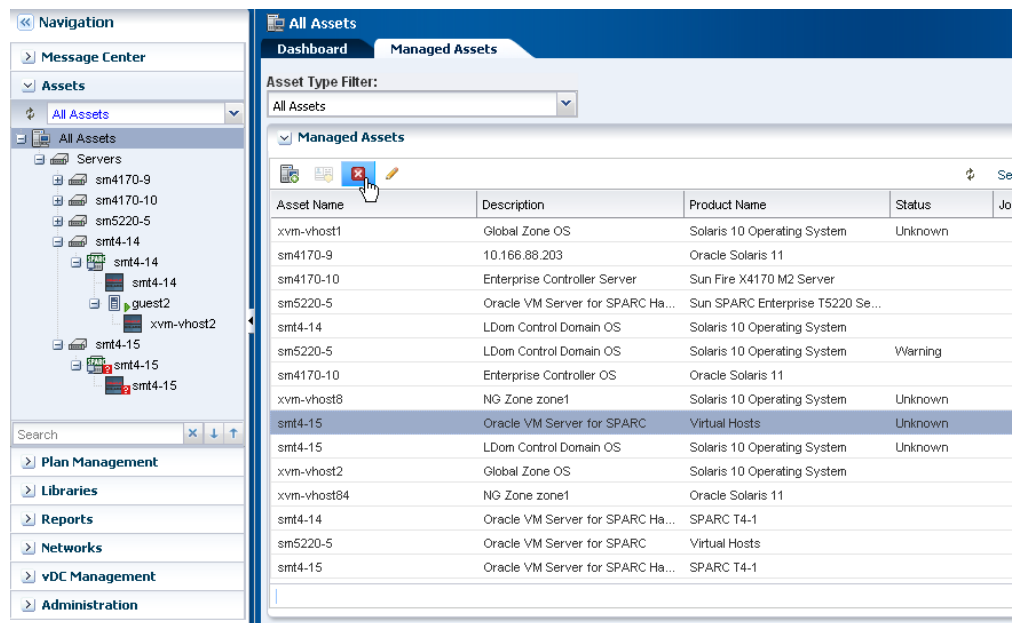 Navigation
Message Center
Assets
All Assets
All Assets
Servers
sm4170-9
sm4170-10
sm5220-5
smt4-14
smt4-14
smt4-14
guest2
xvm-vhost2
smt4-15
smt4-15
smt4-15
Search
Plan Management
Libraries
Reports
Networks
vDC Management
Administration
All Assets
Dashboard Managed Assets
Asset Type Filter:
All Assets
Managed Assets
Se
Asset Name Description Product Name Status Jo
xvm-vhost1 Global Zone OS Solaris 10 Operating System Unknown
sm4170-9 10.166.88.203 Oracle Solaris 11
sm4170-10 Enterprise Controller Server Sun Fire X4170 M2 Server
sm5220-5 Oracle VM Server for SPARC Ha... Sun SPARC Enterprise T5220 Se...
smt4-14 LDom Control Domain OS Solaris 10 Operating System
sm5220-5 LDom Control Domain OS Solaris 10 Operating System Warning
sm4170-10 Enterprise Controller OS Oracle Solaris 11
xvm-vhost8 NG Zone zone1 Solaris 10 Operating System Unknown
smt4-15 Oracle VM Server for SPARC Virtual Hosts Unknown
smt4-15 LDom Control Domain OS Solaris 10 Operating System Unknown
xvm-vhost2 Global Zone OS Solaris 10 Operating System
xvm-vhost84 NG Zone zone1 Oracle Solaris 11
smt4-14 Oracle VM Server for SPARC Ha... SPARC T4-1
sm5220-5 Oracle VM Server for SPARC Virtual Hosts
smt4-15 Oracle VM Server for SPARC Ha... SPARC T4-1